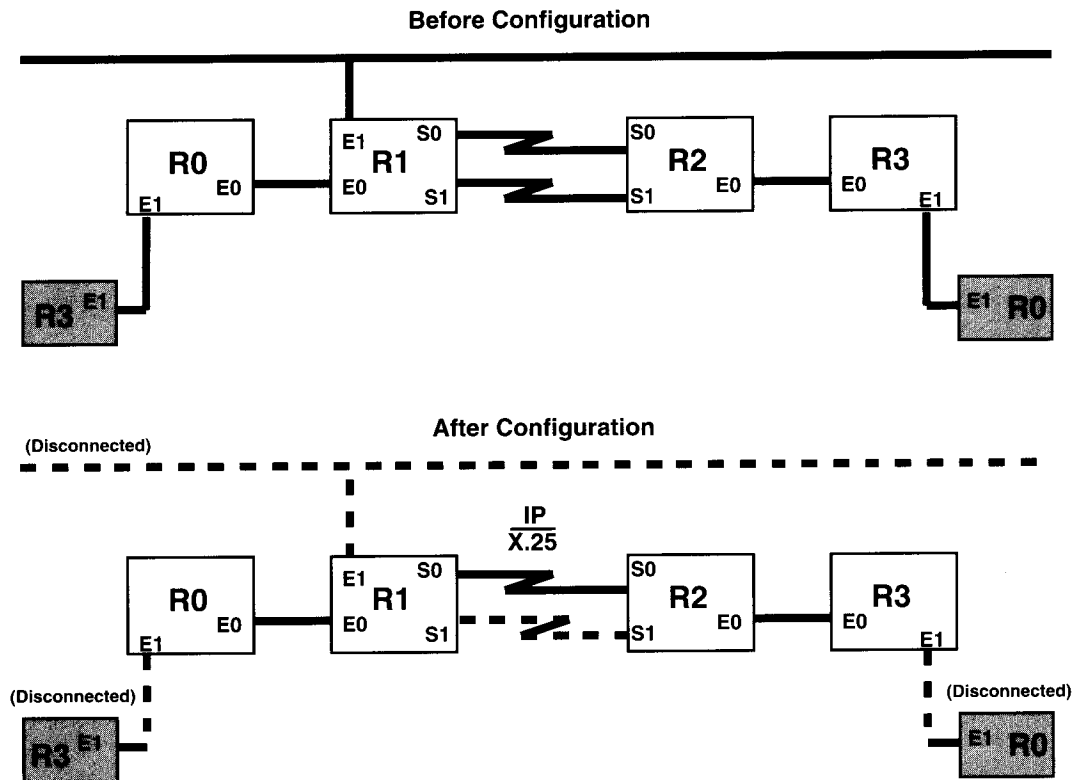 Before Configuration
R0
E0
E1
E1
S0
R1
E0
S1
S0
R2
E0
S1
E0
R3
E1
R3 E1
E1 R0
(Disconnected)
After Configuration
IP
X.25
R0
E0
E1
E1
S0
R1
E0
S1
S0
R2
E0
S1
E0
R3
E1
(Disconnected)
R3 E1
(Disconnected)
E1 R0